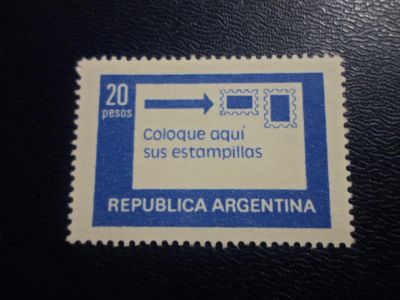 20
pesos
Coloque aquí
sus estampillas
REPUBLICA ARGENTINA